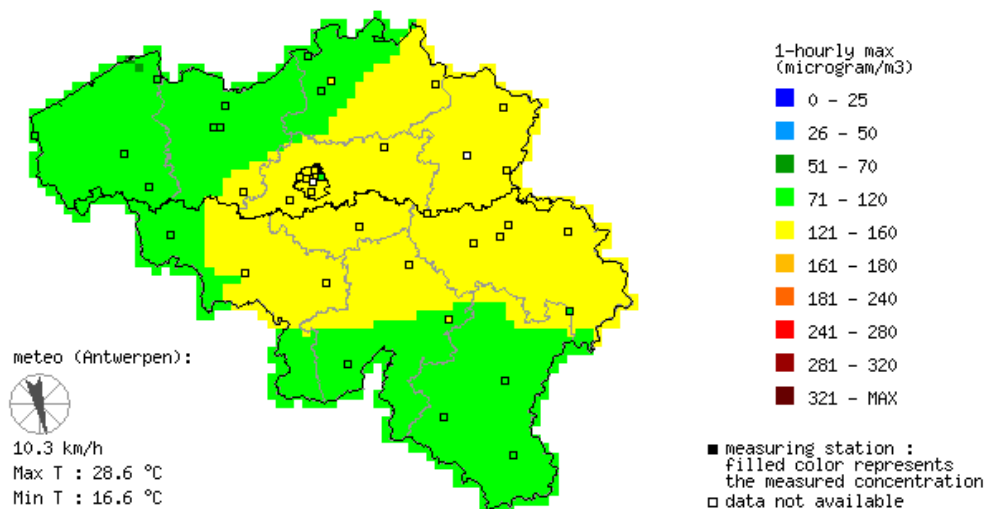 1-hourly max
(microgram/m3)
0 - 25
26 - 50
51 - 70
71 - 120
121 - 160
161 - 180
181 - 240
241 - 280
281 - 320
321 - MAX
meteo (Antwerpen):
10.3 km/h
Max T : 28.6 °C
Min T : 16.6 °C
measuring station :
filled color represents
the measured concentration
data not available